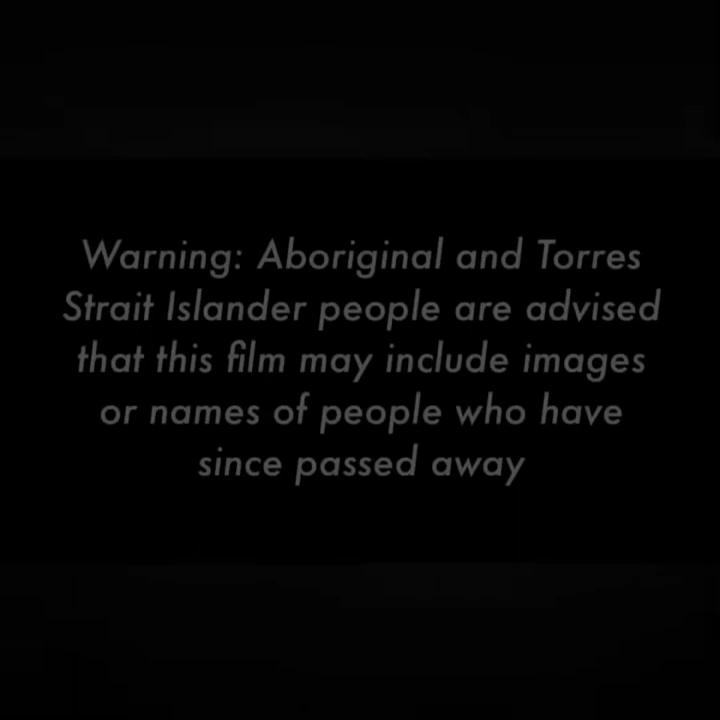 Warning: Aboriginal and Torres
Strait Islander people are advised
that this film may include images
or names of people who have
since passed away